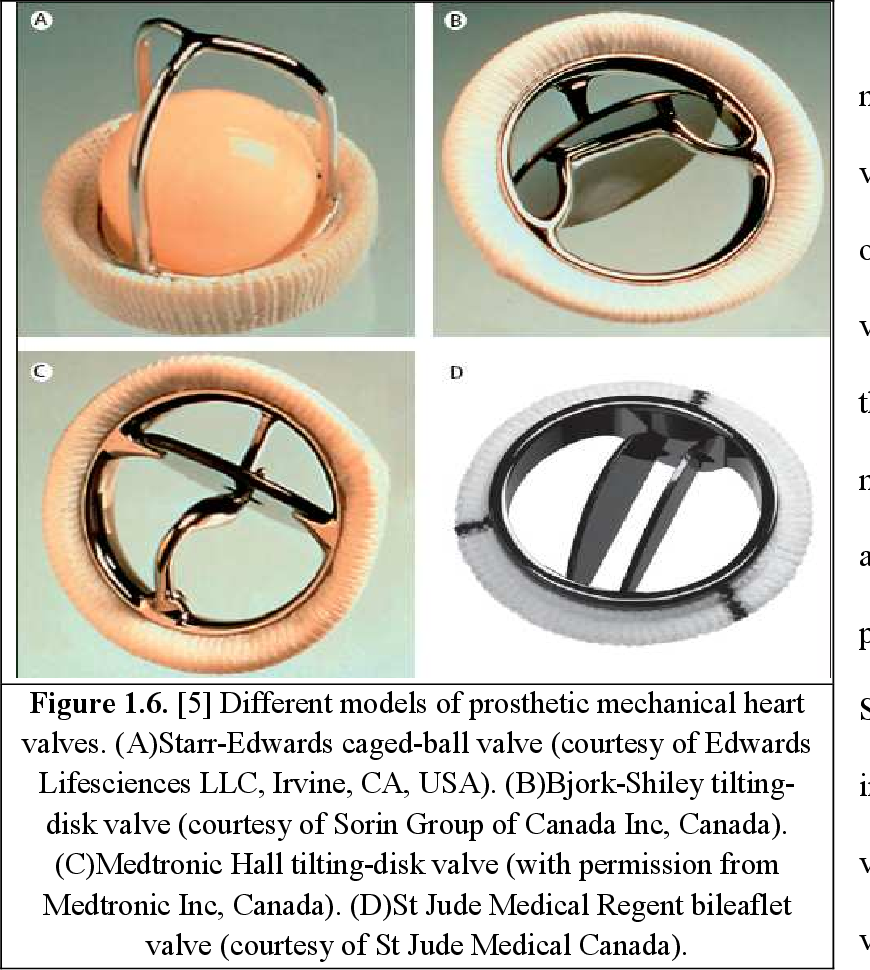 A
B
C
D
Figure 1.6. [5] Different models of prosthetic mechanical heart
valves. (A)Starr-Edwards caged-ball valve (courtesy of Edwards
Lifesciences LLC, Irvine, CA, USA). (B)Bjork-Shiley tilting-
disk valve (courtesy of Sorin Group of Canada Inc, Canada).
(C)Medtronic Hall tilting-disk valve (with permission from
Medtronic Inc, Canada). (D)St Jude Medical Regent bileaflet
valve (courtesy of St Jude Medical Canada).